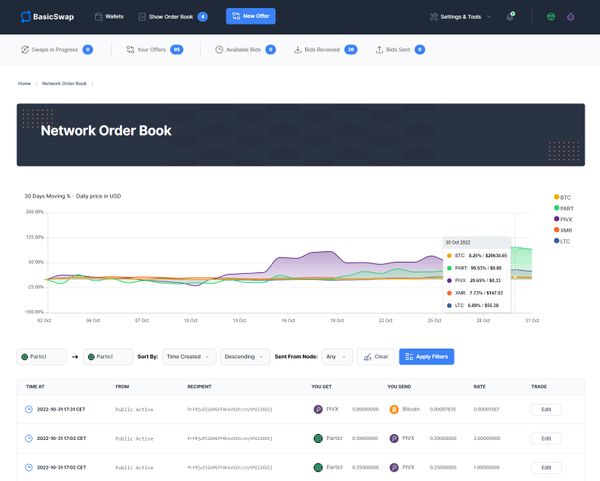 BasicSwap Wallets Show Order Book 4 New Offer Settings & Tools
Swaps in Progress 0 Your Offers 95 Available Bids 0 Bids Received 28 Bids Sent 6
Home / Network Order Book /
Network Order Book
30 Days Moving % - Daily price in USD
200.00%
125.00%
50.00%
-25.00%
-100.00%
02 Oct 04 Oct 07 Oct 10 Oct 13 Oct 16 Oct 19 Oct 22 Oct 25 Oct 28 Oct 31 Oct
30 Oct 2022
BTC: 8.25% / $20630.65
PART: 96.53% / $0.80
PIVX: 29.65% / $0.33
XMR: 7.73% / $147.53
LTC: 6.89% / $55.38
BTC
PART
PIVX
XMR
LTC
Particl → Particl Sort By: Time Created Descending Sent From Node: Any Clear Apply Filters
TIME AT FROM RECIPIENT YOU GET YOU SEND RATE TRADE
2022-10-31 17:31 CET Public Active PIVX 5.00000000 Bitcoin 0.00007835 0.00001567 Edit
2022-10-31 17:03 CET Public Active Particl 0.10000000 PIVX 0.20000000 2.00000000 Edit
2022-10-31 17:02 CET Public Active Particl 0.25000000 PIVX 0.25000000 1.00000000 Edit